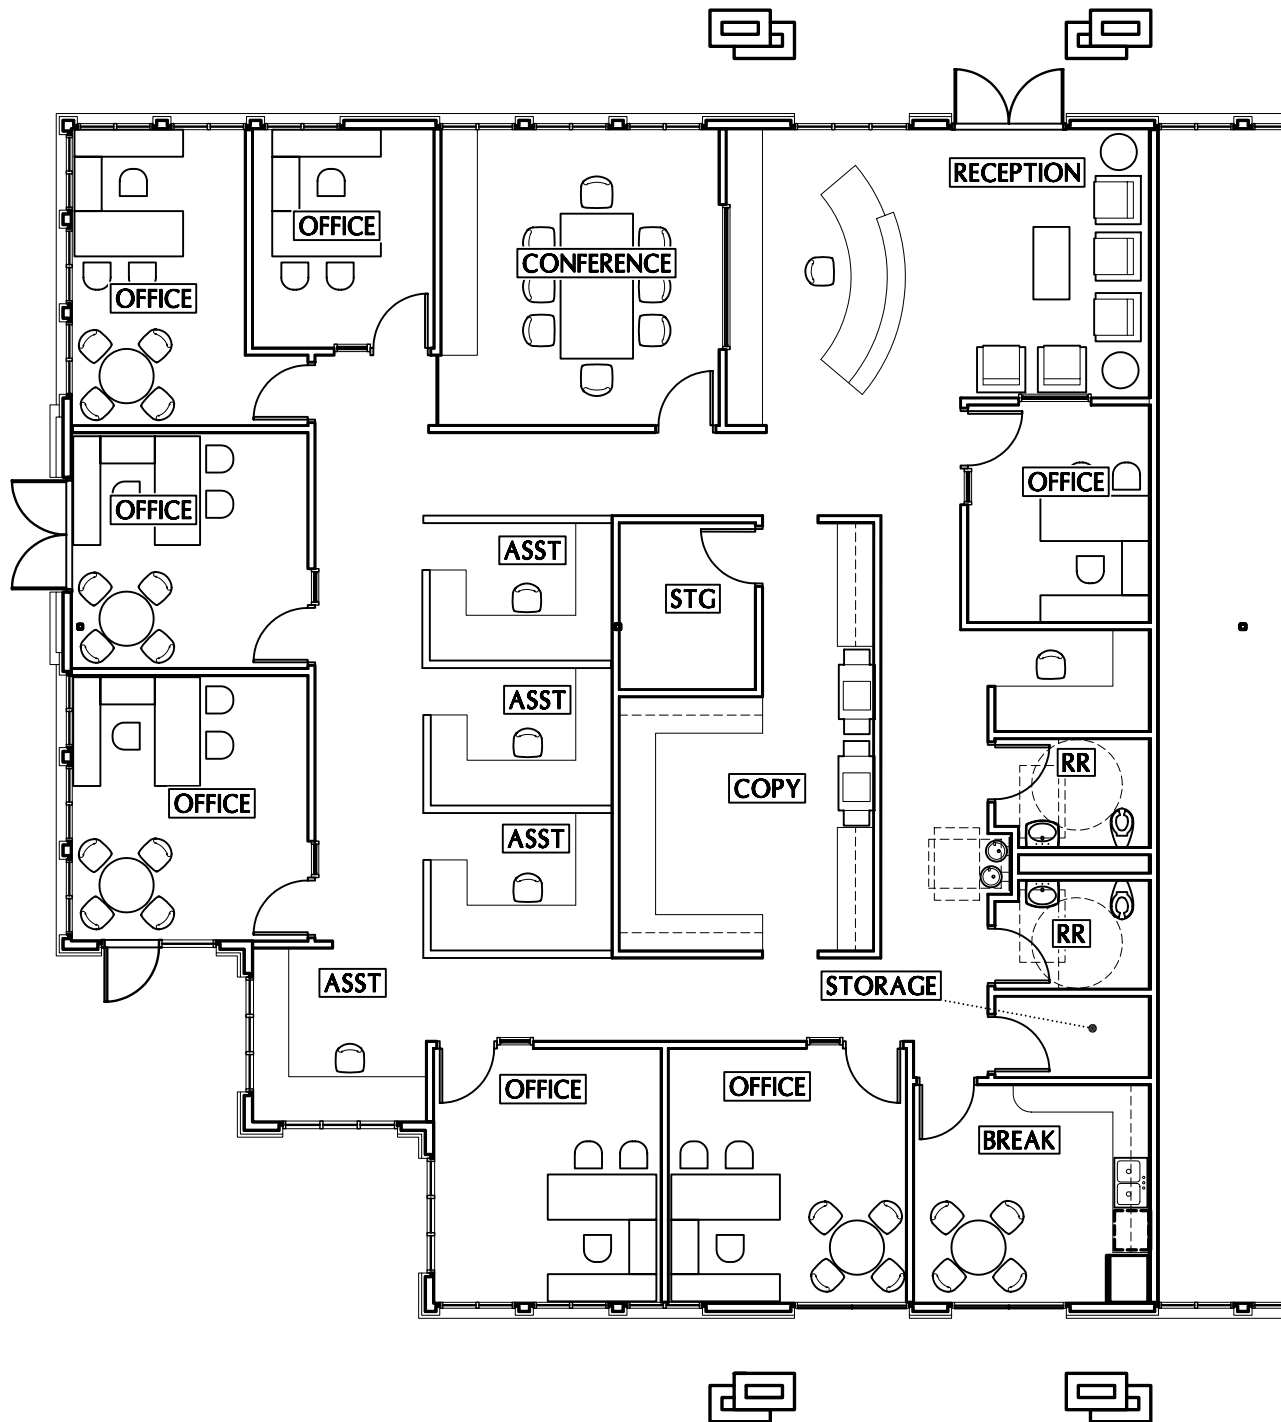 RECEPTION
OFFICE
CONFERENCE
OFFICE
OFFICE
OFFICE
ASST
STG
ASST
RR
COPY
OFFICE
ASST
RR
ASST
STORAGE
OFFICE
OFFICE
BREAK